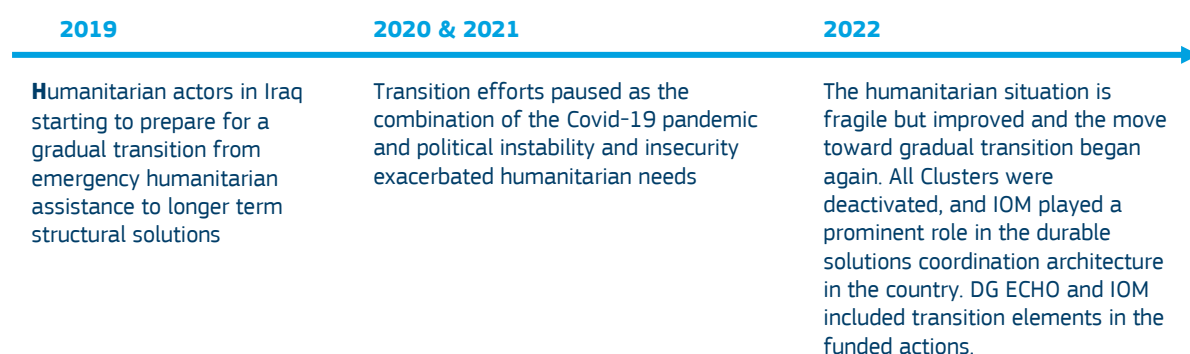 2019
2020 & 2021
2022
Humanitarian actors in Iraq
starting to prepare for a
gradual transition from
emergency humanitarian
assistance to longer term
structural solutions
Transition efforts paused as the
combination of the Covid-19 pandemic
and political instability and insecurity
exacerbated humanitarian needs
The humanitarian situation is
fragile but improved and the move
toward gradual transition began
again. All Clusters were
deactivated, and IOM played a
prominent role in the durable
solutions coordination architecture
in the country. DG ECHO and IOM
included transition elements in the
funded actions.